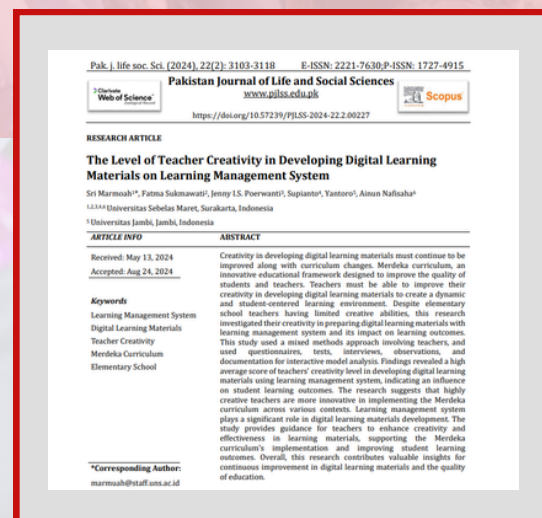 Pak. j. life soc. Sci. (2024), 22(2): 3103-3118 E-ISSN: 2221-7630;P-ISSN: 1727-4915
Clarivate
Web of Science
Pakistan Journal of Life and Social Sciences
www.pjlss.edu.pk
Scopus
https://doi.org/10.57239/PJLSS-2024-22.2.00227
RESEARCH ARTICLE
The Level of Teacher Creativity in Developing Digital Learning
Materials on Learning Management System
Sri Marmoah1*, Fatma Sukmawati2, Jenny I.S. Poerwanti3, Supianto4, Yantoro5, Ainun Nafisaha6
1,2,3,4,6 Universitas Sebelas Maret, Surakarta, Indonesia
5 Universitas Jambi, Jambi, Indonesia
ARTICLE INFO
Received: May 13, 2024
Accepted: Aug 24, 2024
Keywords
Learning Management System
Digital Learning Materials
Teacher Creativity
Merdeka Curriculum
Elementary School
*Corresponding Author:
marmuah@staff.uns.ac.id
ABSTRACT
Creativity in developing digital learning materials must continue to be
improved along with curriculum changes. Merdeka curriculum, an
innovative educational framework designed to improve the quality of
students and teachers. Teachers must be able to improve their
creativity in developing digital learning materials to create a dynamic
and student-centered learning environment. Despite elementary
school teachers having limited creative abilities, this research
investigated their creativity in preparing digital learning materials with
learning management system and its impact on learning outcomes.
This study used a mixed methods approach involving teachers, and
used questionnaires, tests, interviews, observations, and
documentation for interactive model analysis. Findings revealed a high
average score of teachers' creativity level in developing digital learning
materials using learning management system, indicating an influence
on student learning outcomes. The research suggests that highly
creative teachers are more innovative in implementing the Merdeka
curriculum across various contexts. Learning management system
plays a significant role in digital learning materials development. The
study provides guidance for teachers to enhance creativity and
effectiveness in learning materials, supporting the Merdeka
curriculum's implementation and improving student learning
outcomes. Overall, this research contributes valuable insights for
continuous improvement in digital learning materials and the quality
of education.